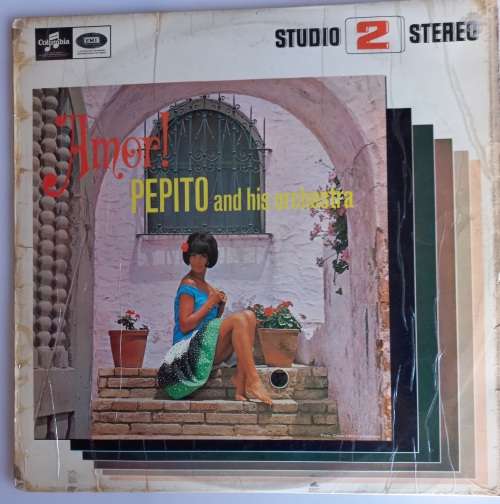 Columbia
EMI
STUDIO 2 STEREO
Amor!
PEPITO and his orchestra